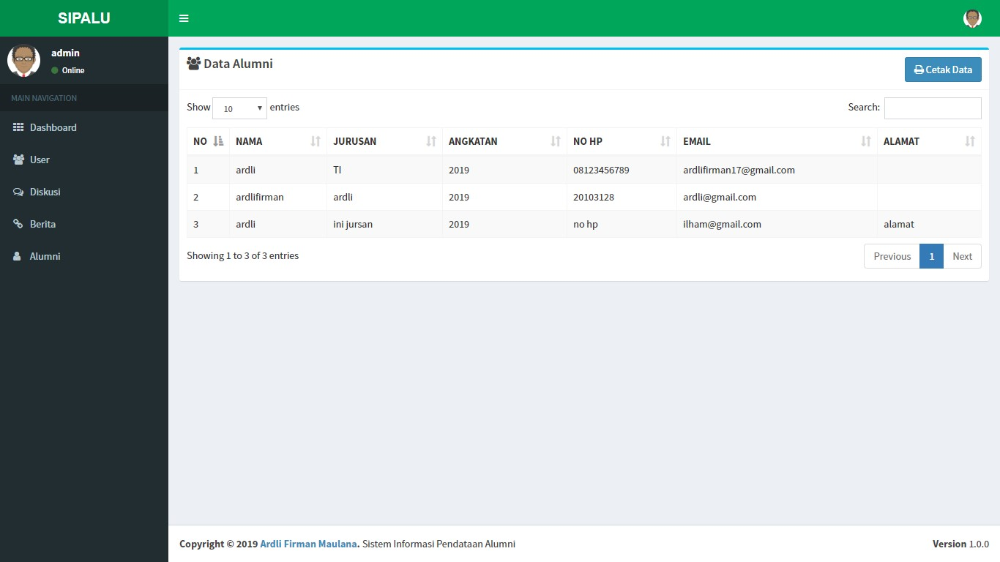 SIPALU
admin
Online
MAIN NAVIGATION
Dashboard
User
Diskusi
Berita
Alumni
Data Alumni
Cetak Data
Show 10 entries
Search:
NO NAMA JURUSAN ANGKATAN NO HP EMAIL ALAMAT
1 ardli TI 2019 08123456789 ardlifirman17@gmail.com
2 ardlifirman ardli 2019 20103128 ardli@gmail.com
3 ardli ini jursan 2019 no hp ilham@gmail.com alamat
Showing 1 to 3 of 3 entries
Previous 1 Next
Copyright © 2019 Ardli Firman Maulana. Sistem Informasi Pendataan Alumni
Version 1.0.0